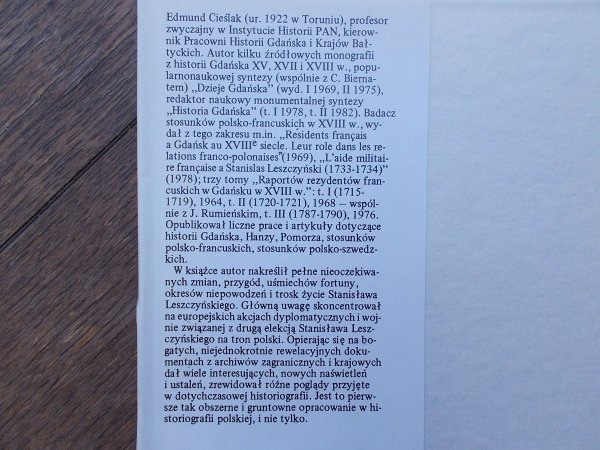 Edmund Cieślak (ur. 1922 w Toruniu), profesor
zwyczajny w Instytucie Historii PAN, kierow-
nik Pracowni Historii Gdańska i Krajów Bał-
tyckich. Autor kilku źródłowych monografii
z historii Gdańska XV, XVII i XVIII w., popu-
larnonaukowej syntezy (wspólnie z C. Bierna-
tem) „Dzieje Gdańska” (wyd. I 1969, II 1975),
redaktor naukowy monumentalnej syntezy
„Historia Gdańska” (t. I 1978, t. II 1982). Badacz
stosunków polsko-francuskich w XVIII w., wy-
dał z tego zakresu m.in. „Residents français
a Gdańsk au XVIIIe siecle. Leur role dans les re-
lations franco-polonaises”(1969), „L'aide militai-
re française a Stanislas Leszczyński (1733-1734)”
(1978); trzy tomy „Raportów rezydentów fran-
cuskich w Gdańsku w XVIII w.”: t. I (1715-
1719), 1964, t. II (1720-1721), 1968 — wspól-
nie z J. Rumieńskim, t. III (1787-1790), 1976.
Opublikował liczne prace i artykuły dotyczące
historii Gdańska, Hanzy, Pomorza, stosunków
polsko-francuskich, stosunków polsko-szwedz-
kich.
W książce autor nakreślił pełne nieoczekiwa-
nych zmian, przygód, uśmiechów fortuny,
okresów niepowodzeń i trosk życie Stanisława
Leszczyńskiego. Główną uwagę skoncentrował
na europejskich akcjach dyplomatycznych i woj-
nie związanej z drugą elekcją Stanisława Lesz-
czyńskiego na tron polski. Opierając się na bo-
gatych, niejednokrotnie rewelacyjnych doku-
mentach z archiwów zagranicznych i krajowych
dał wiele interesujących, nowych naświetleń
i ustaleń, zrewidował różne poglądy przyjęte
w dotychczasowej historiografii. Jest to pierw-
sze tak obszerne i gruntowne opracowanie w hi-
storiografii polskiej, i nie tylko.